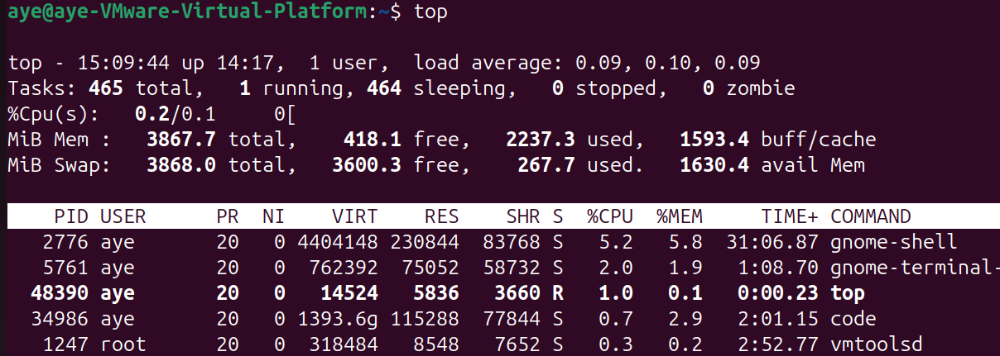 aye@aye-VMware-Virtual-Platform:~$ top
top - 15:09:44 up 14:17,  1 user,  load average: 0.09, 0.10, 0.09
Tasks: 465 total,   1 running, 464 sleeping,   0 stopped,   0 zombie
%Cpu(s):   0.2/0.1     0[
MiB Mem :   3867.7 total,    418.1 free,   2237.3 used,   1593.4 buff/cache
MiB Swap:   3868.0 total,   3600.3 free,    267.7 used.   1630.4 avail Mem
PID USER      PR  NI    VIRT    RES    SHR S  %CPU  %MEM     TIME+ COMMAND
2776 aye       20   0 4404148 230844  83768 S   5.2   5.8  31:06.87 gnome-shell
5761 aye       20   0  762392  75052  58732 S   2.0   1.9   1:08.70 gnome-terminal-
48390 aye       20   0   14524   5836   3660 R   1.0   0.1   0:00.23 top
34986 aye       20   0 1393.6g 115288  77844 S   0.7   2.9   2:01.15 code
1247 root      20   0  318484   8548   7652 S   0.3   0.2   2:52.77 vmtoolsd